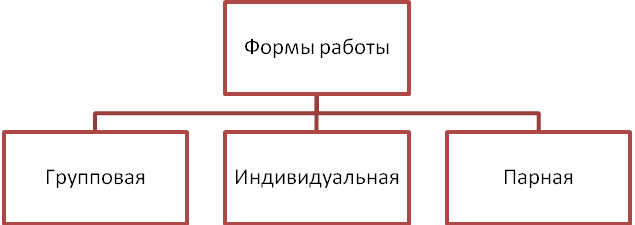 Формы работы
Групповая
Индивидуальная
Парная